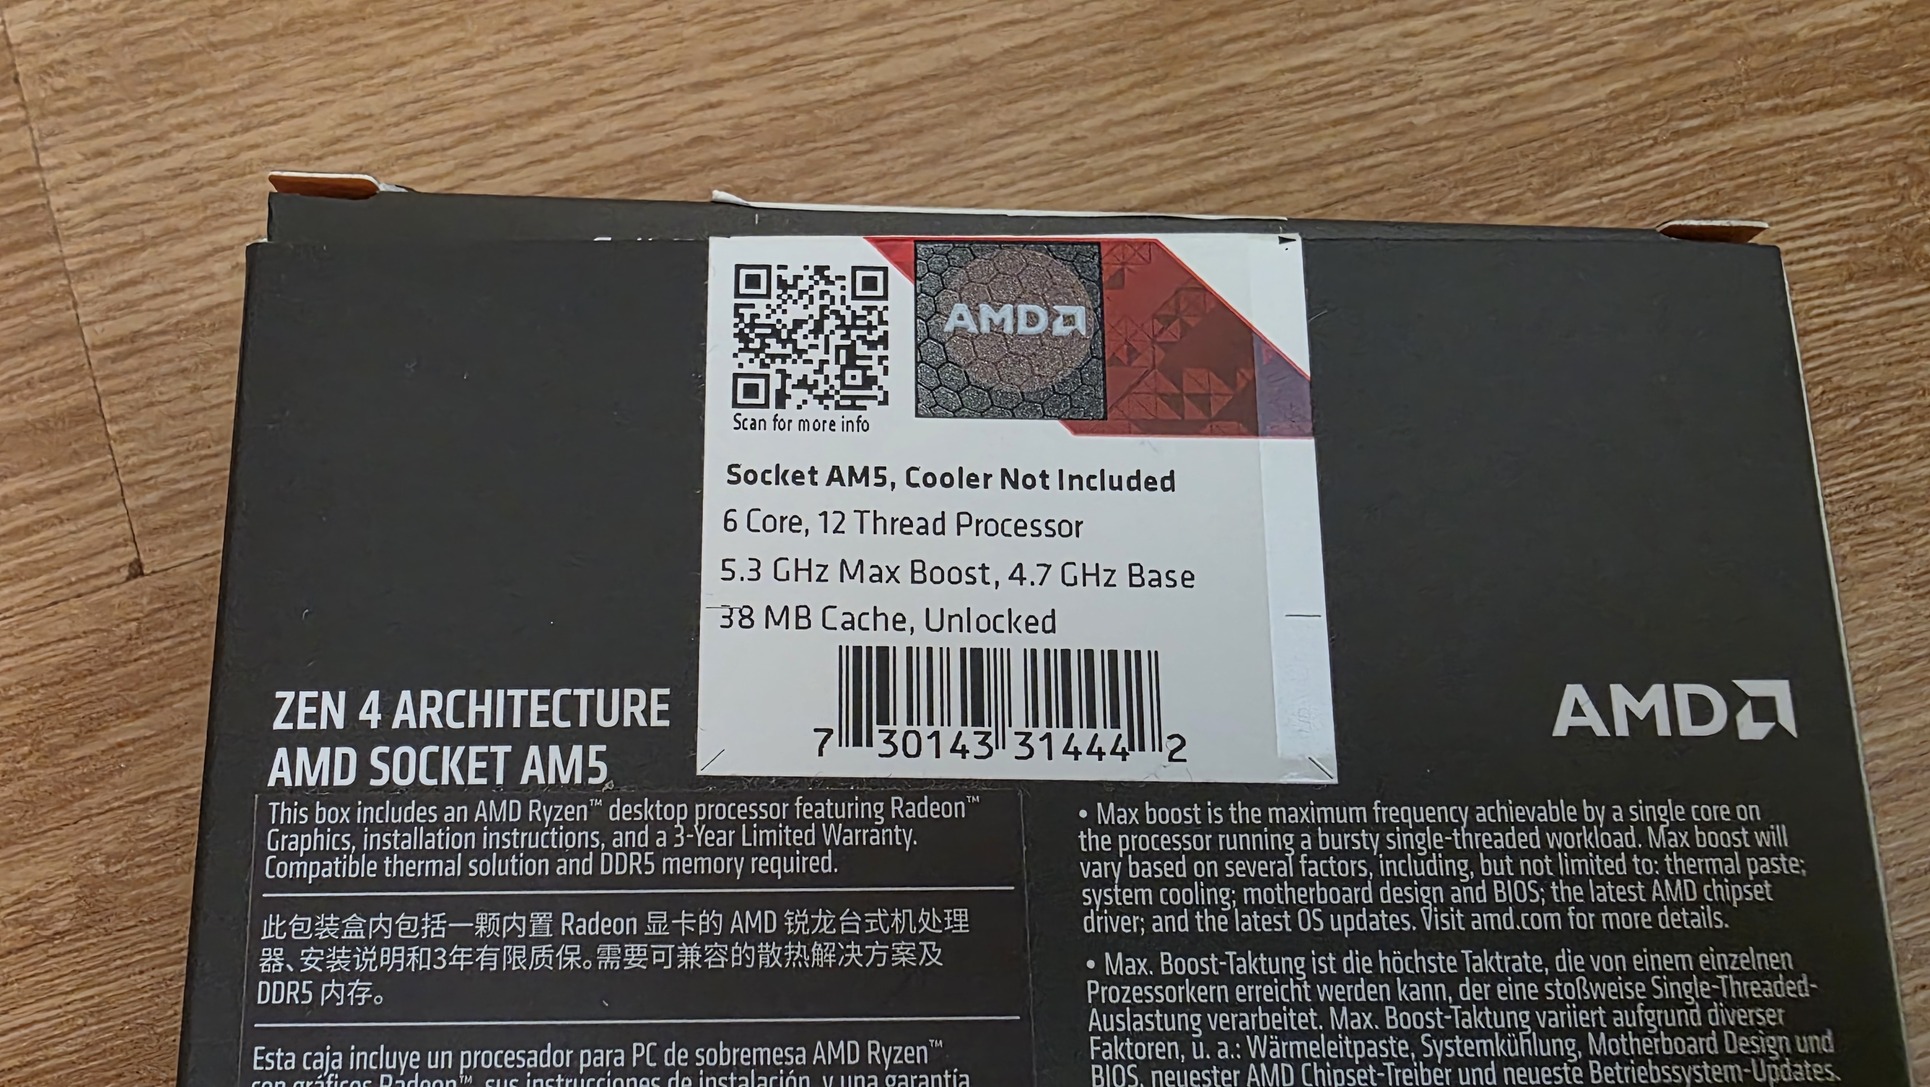 AMD
Scan for more info
Socket AM5, Cooler Not Included
6 Core, 12 Thread Processor
5.3 GHz Max Boost, 4.7 GHz Base
38 MB Cache, Unlocked
7 30143 31444 2
ZEN 4 ARCHITECTURE
AMD SOCKET AM5
AMD
This box includes an AMD Ryzen™ desktop processor featuring Radeon™
Graphics, installation instructions, and a 3-Year Limited Warranty.
Compatible thermal solution and DDR5 memory required.
此包装盒内包括一颗内置 Radeon 显卡的 AMD 锐龙台式机处理
器、安装说明和3年有限质保。需要可兼容的散热解决方案及
DDR5 内存。
Esta caja incluye un procesador para PC de sobremesa AMD Ryzen™
con gráficos Radeon™, sus instrucciones de instalación, y una garantía
• Max boost is the maximum frequency achievable by a single core on
the processor running a bursty single-threaded workload. Max boost will
vary based on several factors, including, but not limited to: thermal paste;
system cooling; motherboard design and BIOS; the latest AMD chipset
driver; and the latest OS updates. Visit amd.com for more details.
• Max. Boost-Taktung ist die höchste Taktrate, die von einem einzelnen
Prozessorkern erreicht werden kann, der eine stoßweise Single-Threaded-
Auslastung verarbeitet. Max. Boost-Taktung variiert aufgrund diverser
Faktoren, u. a.: Wärmeleitpaste, Systemkühlung, Motherboard Design und
BIOS, neuester AMD Chipset-Treiber und neueste Betriebssystem-Updates.